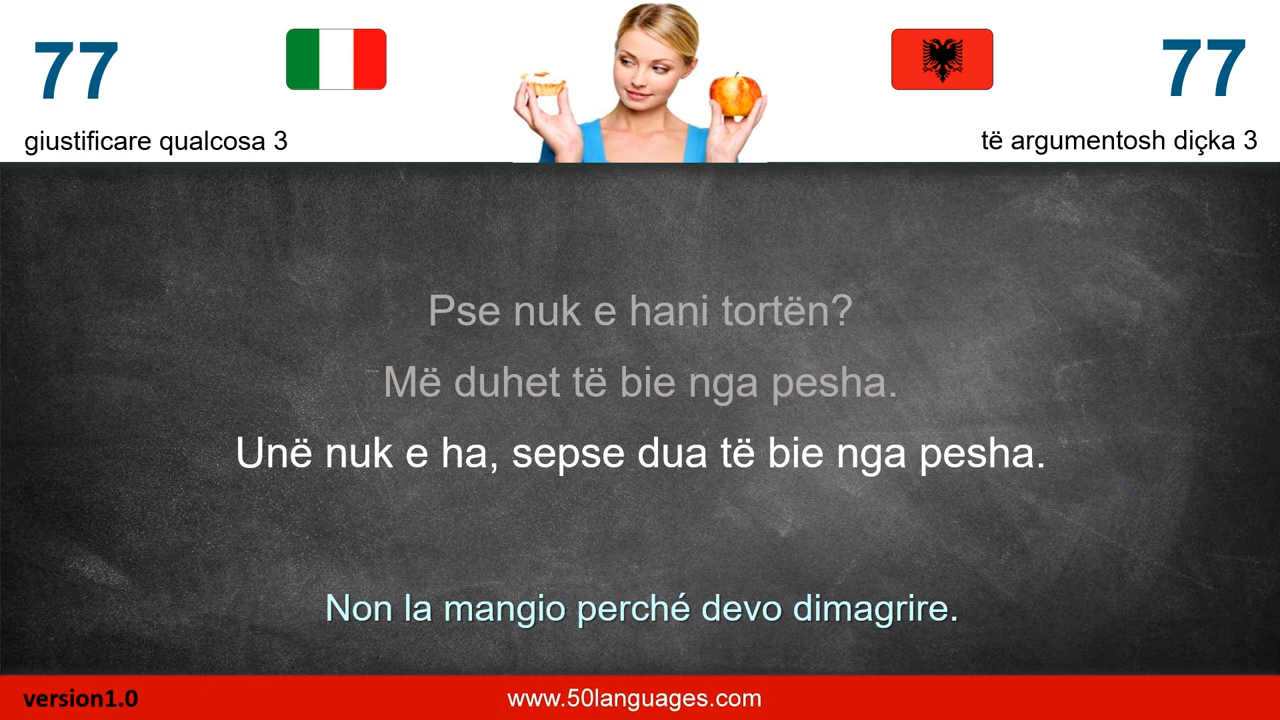 77
77
giustificare qualcosa 3
të argumentosh diçka 3
Pse nuk e hani tortën?
Më duhet të bie nga pesha.
Unë nuk e ha, sepse dua të bie nga pesha.
Non la mangio perché devo dimagrire.
version1.0
www.50languages.com